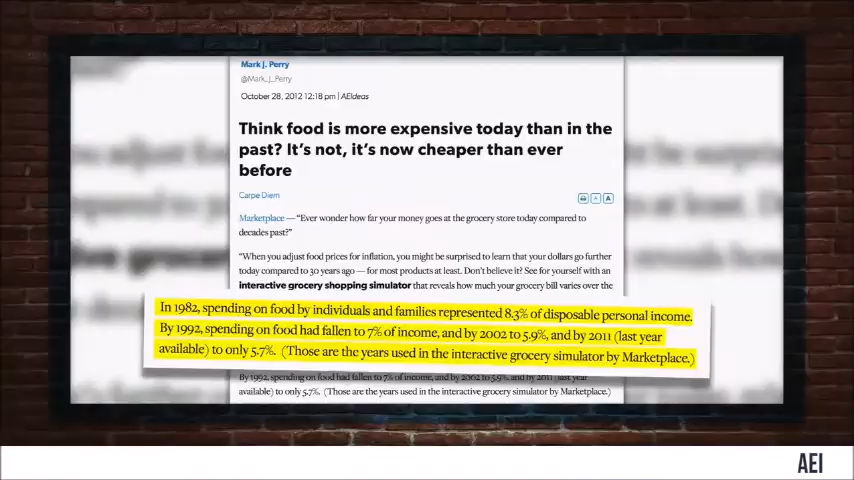 Mark J. Perry
@Mark_J_Perry
October 28, 2012 12:18 pm | AEIdeas
Think food is more expensive today than in the
past? It’s not, it’s now cheaper than ever
before
Carpe Diem
A A
Marketplace — “Ever wonder how far your money goes at the grocery store today compared to
decades past?”
“When you adjust food prices for inflation, you might be surprised to learn that your dollars go further
today compared to 30 years ago — for most products at least. Don’t believe it? See for yourself with an
interactive grocery shopping simulator that reveals how much your grocery bill varies over the
In 1982, spending on food by individuals and families represented 8.3% of disposable personal income.
By 1992, spending on food had fallen to 7% of income, and by 2002 to 5.9%, and by 2011 (last year
available) to only 5.7%. (Those are the years used in the interactive grocery simulator by Marketplace.)
By 1992, spending on food had fallen to 7% of income, and by 2002 to 5.9%, and by 2011 (last year
available) to only 5.7%. (Those are the years used in the interactive grocery simulator by Marketplace.)
AEI